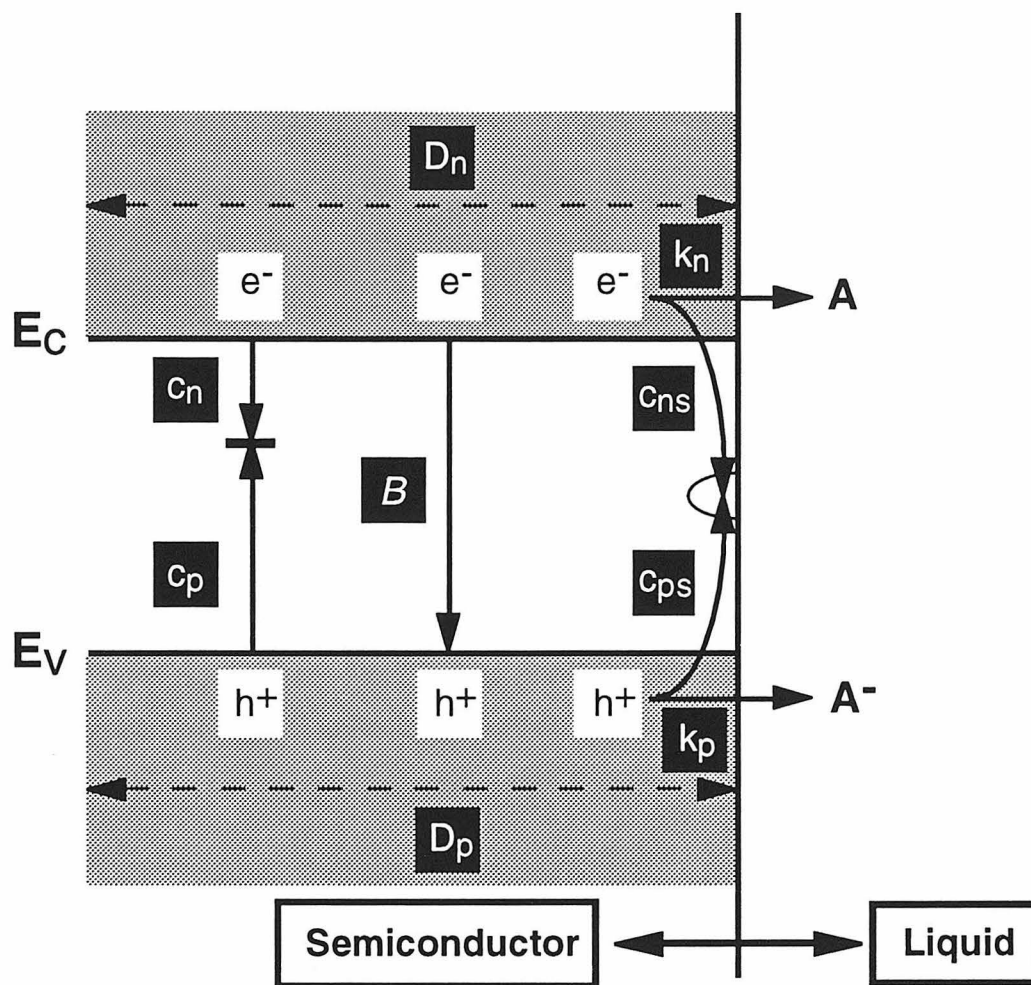 Dn
kn
e-
e-
e-
A
EC
cn
cns
B
cp
cps
EV
h+
h+
h+
A-
kp
Dp
Semiconductor
Liquid